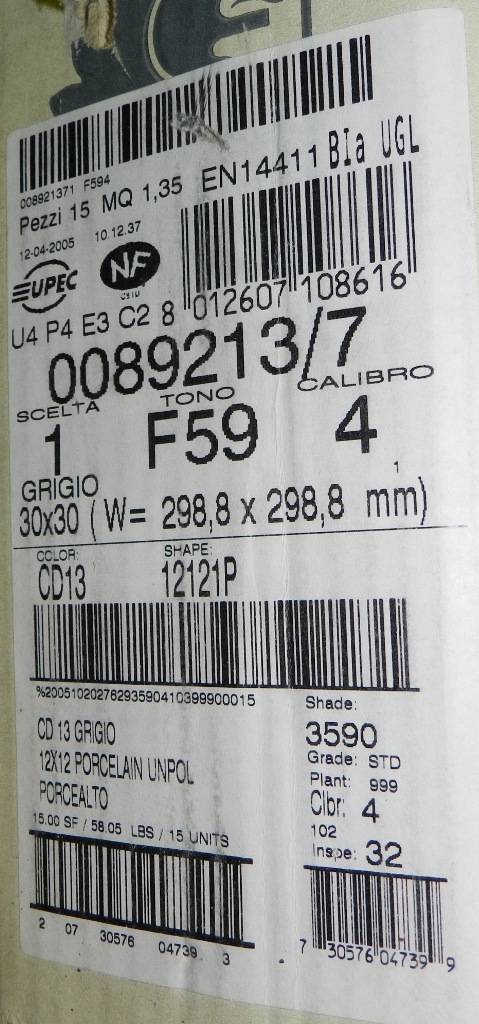 008921371 F594
Pezzi 15 MQ 1,35 EN14411 BIa UGL
12-04-2005 10.12.37
UPEC NF
U4 P4 E3 C2 8 012607 108616
0089213/7
SCELTA TONO CALIBRO
1 F59 4
GRIGIO 1
30x30 (W= 298,8 x 298,8 mm)
COLOR: SHAPE:
CD13 12121P
%20051020276293590410399900015
CD 13 GRIGIO
12X12 PORCELAIN UNPOL
PORCEALTO
15.00 SF / 58.05 LBS / 15 UNITS
Shade:
3590
Grade: STD
Plant: 999
Clbr: 4
102
Inspe: 32
2 07 30576 04739 3
7 30576 04739 9